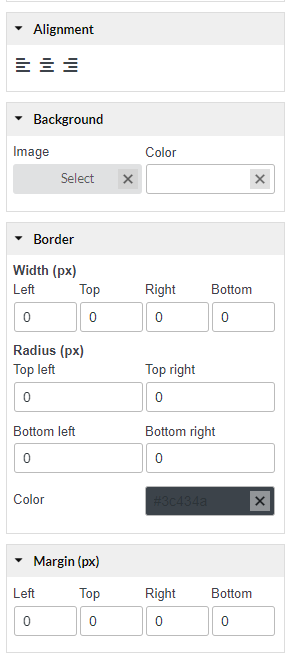 Alignment
Background
Image Color
Select
Border
Width (px)
Left Top Right Bottom
0 0 0 0
Radius (px)
Top left Top right
0 0
Bottom left Bottom right
0 0
Color #3c434a
Margin (px)
Left Top Right Bottom
0 0 0 0